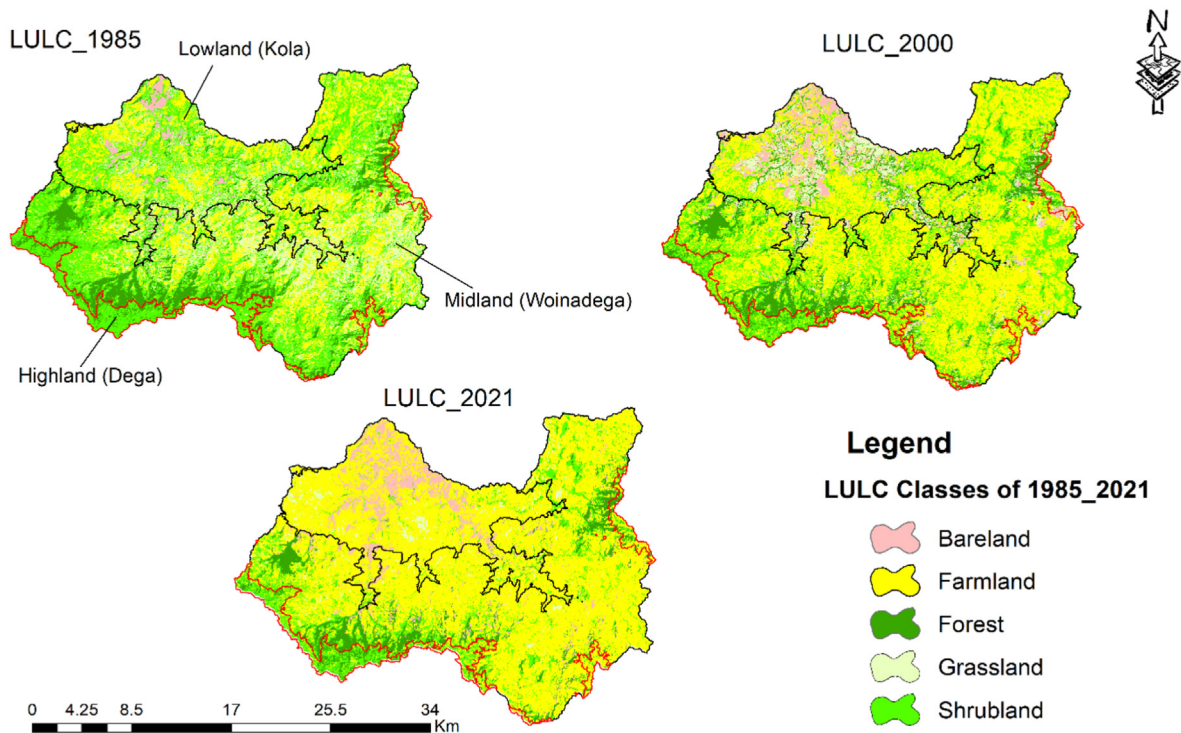 LULC_1985
Lowland (Kola)
LULC_2000
N
Midland (Woinadega)
Highland (Dega)
LULC_2021
Legend
LULC Classes of 1985_2021
Bareland
Farmland
Forest
Grassland
Shrubland
0 4.25 8.5 17 25.5 34
Km